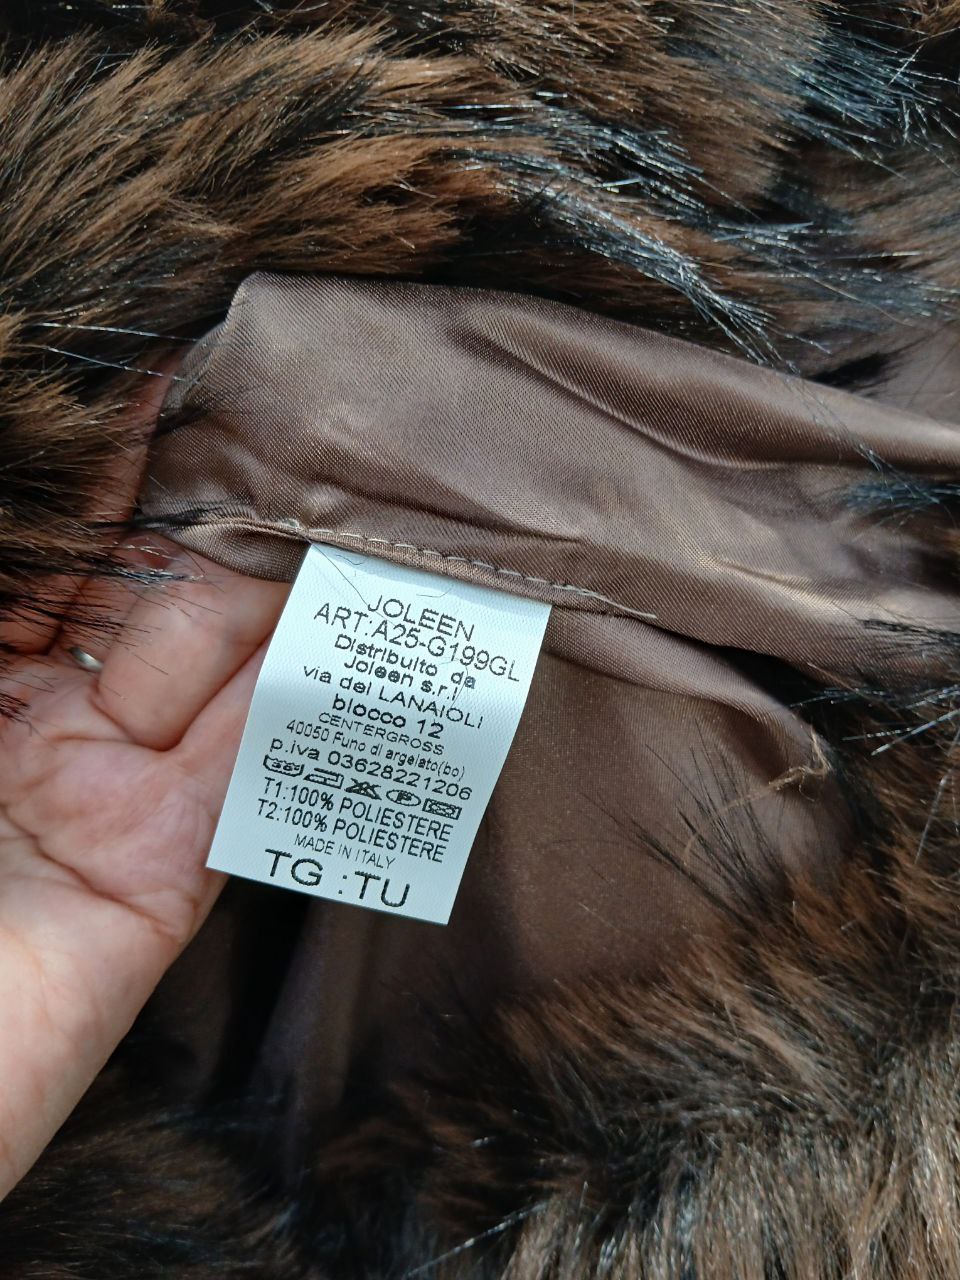 JOLEEN
ART:A25-G199GL
Distribuito da
Joleen s.r.l
via dei LANAIOLI
blocco 12
CENTERGROSS
40050 Funo di argelato(bo)
p.iva 03628221206
T1:100% POLIESTERE
T2:100% POLIESTERE
MADE IN ITALY
TG :TU